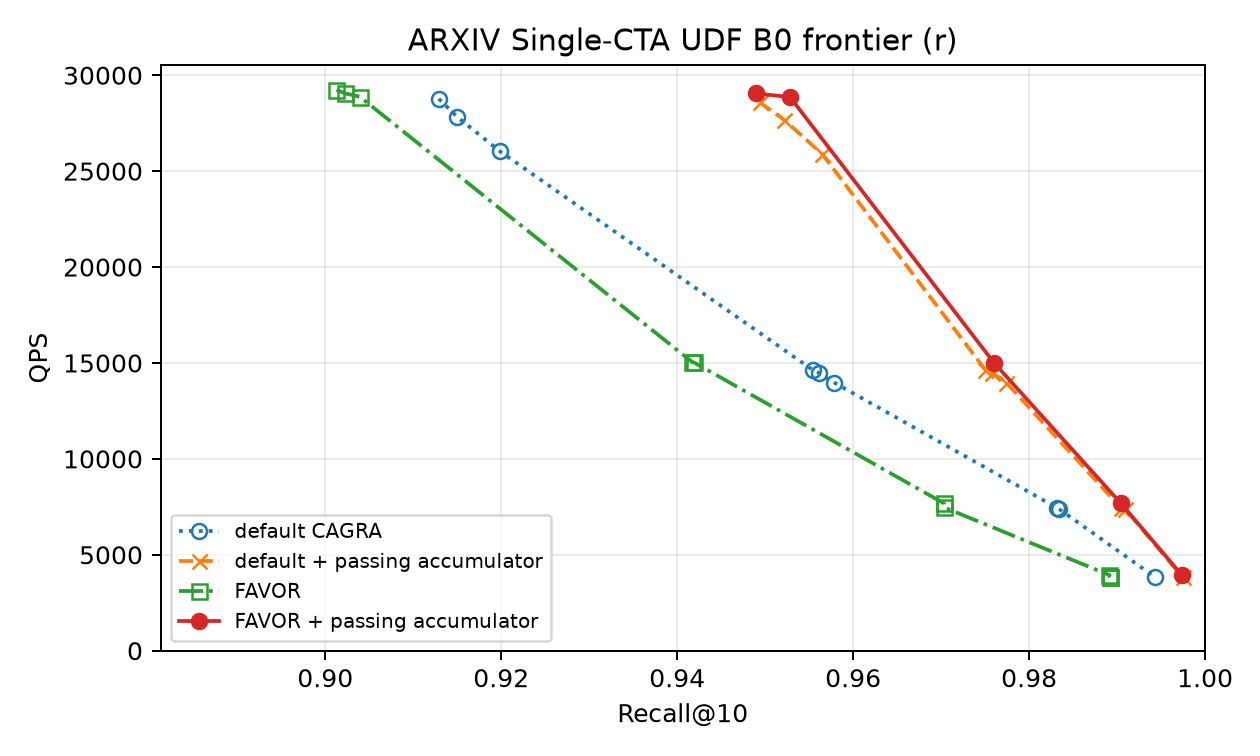 ARXIV Single-CTA UDF B0 frontier (r)
30000
25000
20000
15000
10000
5000
0
QPS
default CAGRA
default + passing accumulator
FAVOR
FAVOR + passing accumulator
0.90 0.92 0.94 0.96 0.98 1.00
Recall@10